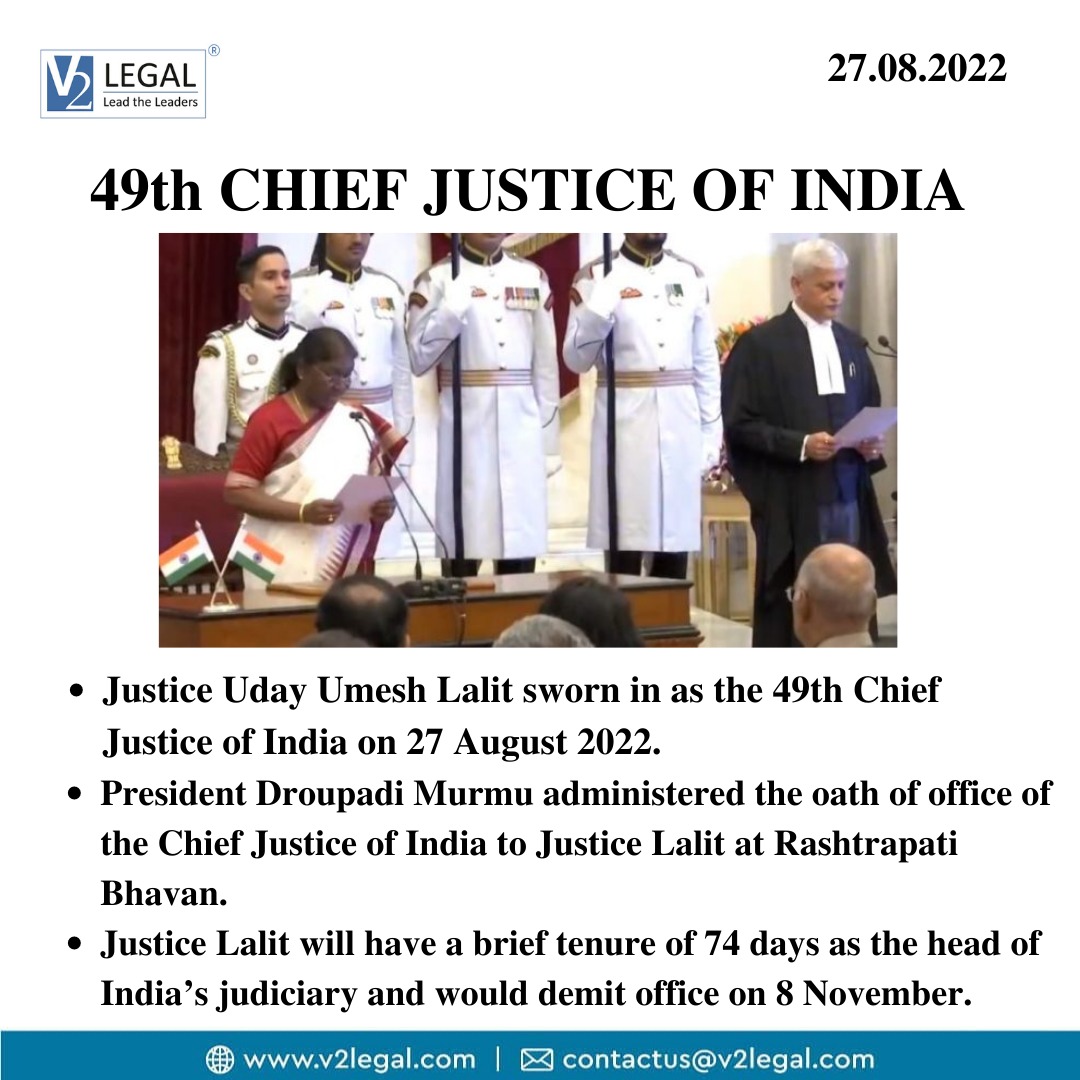 V2 LEGAL ®
Lead the Leaders
27.08.2022
49th CHIEF JUSTICE OF INDIA
• Justice Uday Umesh Lalit sworn in as the 49th Chief
Justice of India on 27 August 2022.
• President Droupadi Murmu administered the oath of office of
the Chief Justice of India to Justice Lalit at Rashtrapati
Bhavan.
• Justice Lalit will have a brief tenure of 74 days as the head of
India’s judiciary and would demit office on 8 November.
www.v2legal.com | contactus@v2legal.com